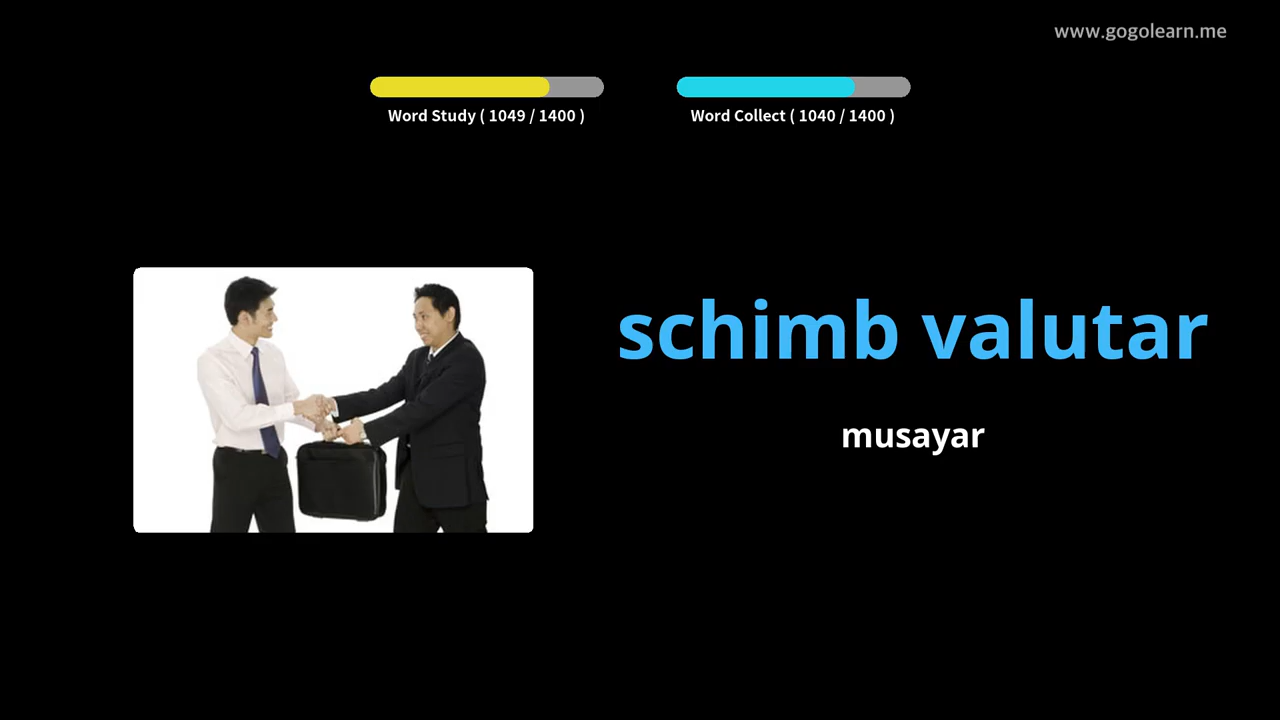 www.gogolearn.me
Word Study ( 1049 / 1400 )
Word Collect ( 1040 / 1400 )
schimb valutar
musayar